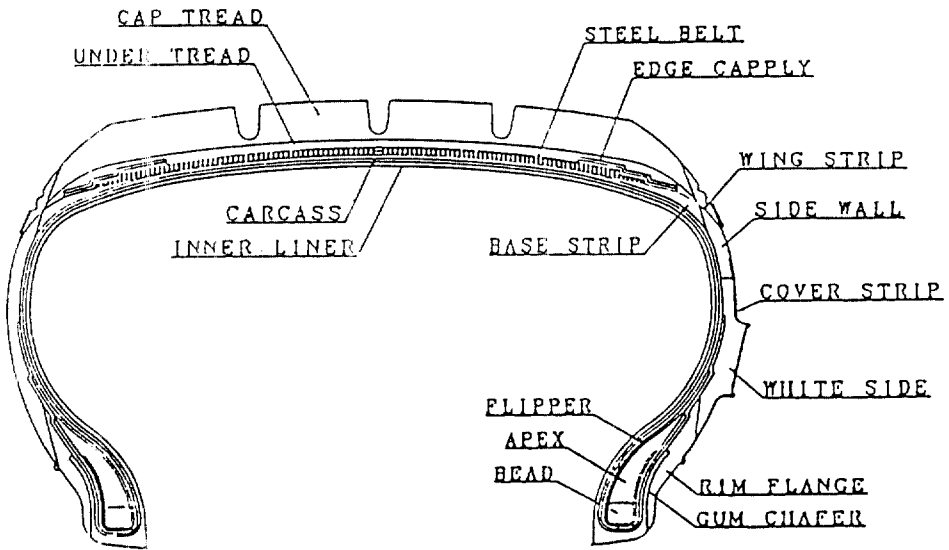 CAP TREAD
UNDER TREAD
STEEL BELT
EDGE CAPPLY
WING STRIP
CARCASS
SIDE WALL
INNER LINER
BASE STRIP
COVER STRIP
WHITE SIDE
FLIPPER
APEX
BEAD
RIM FLANGE
GUM CHAFER